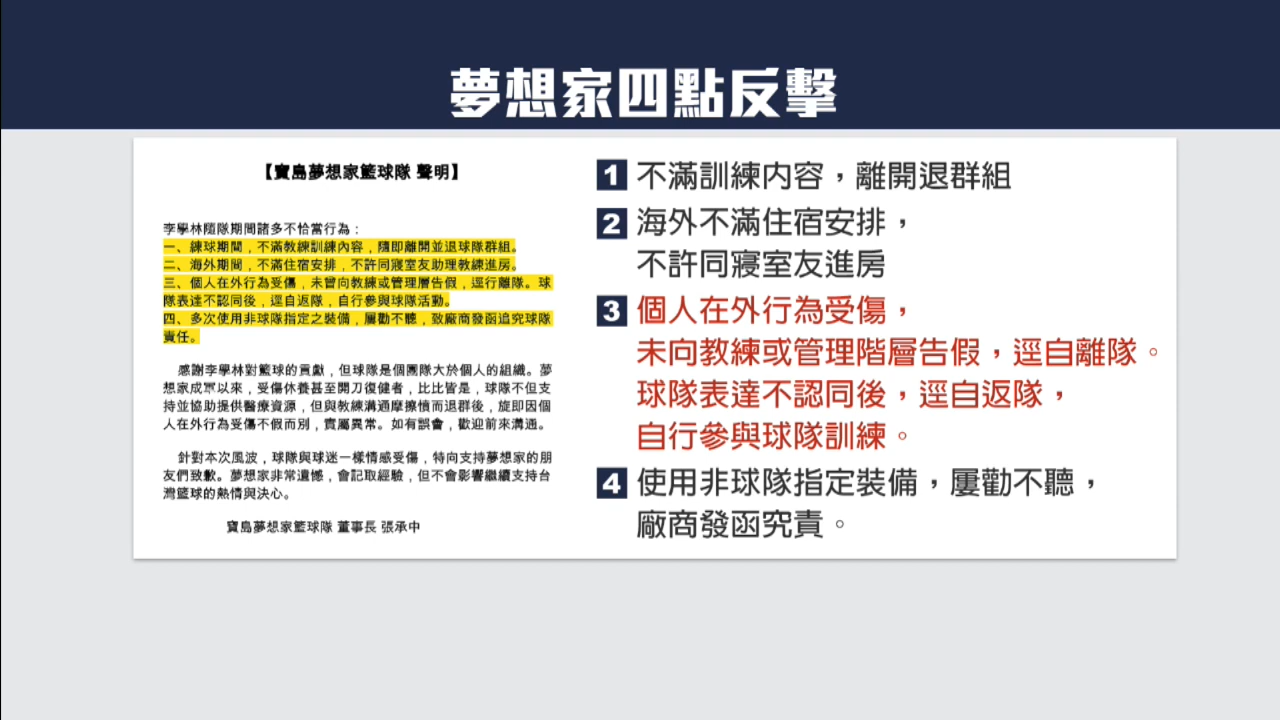 夢想家四點反擊
【寶島夢想家籃球隊 聲明】
李學林隨隊期間諸多不恰當行為：
一、練球期間，不滿教練訓練內容，隨即離開並退球隊群組。
二、海外期間，不滿住宿安排，不許同寢室友助理教練進房。
三、個人在外行為受傷，未曾向教練或管理層告假，逕行離隊。球
隊表達不認同後，逕自返隊，自行參與球隊活動。
四、多次使用非球隊指定之裝備，屢勸不聽，致廠商發函追究球隊
責任。
感謝李學林對籃球的貢獻，但球隊是個團隊大於個人的組織。夢
想家成軍以來，受傷休養甚至開刀復健者，比比皆是，球隊不但支
持並協助提供醫療資源，但與教練溝通摩擦憤而退群後，旋即因個
人在外行為受傷不假而別，實屬異常。如有誤會，歡迎前來溝通。
針對本次風波，球隊與球迷一樣情感受傷，特向支持夢想家的朋
友們致歉。夢想家非常遺憾，會記取經驗，但不會影響繼續支持台
灣籃球的熱情與決心。
寶島夢想家籃球隊 董事長 張承中
1 不滿訓練内容，離開退群組
2 海外不滿住宿安排，
不許同寢室友進房
3 個人在外行為受傷，
未向教練或管理階層告假，逕自離隊。
球隊表達不認同後，逕自返隊，
自行參與球隊訓練。
4 使用非球隊指定裝備，屢勸不聽，
廠商發函究責。